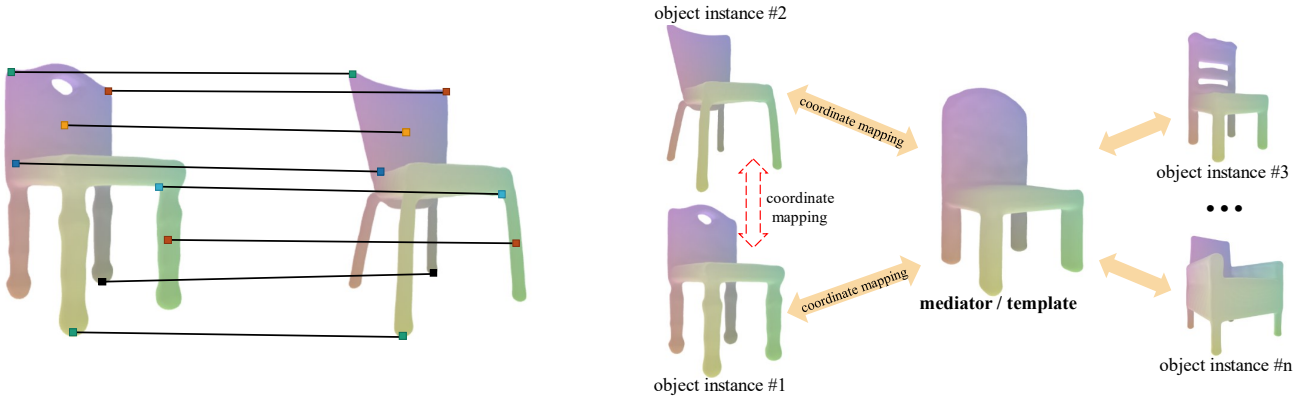 object instance #2
coordinate mapping
object instance #3
coordinate
mapping
• • •
coordinate mapping
mediator / template
object instance #1
object instance #n